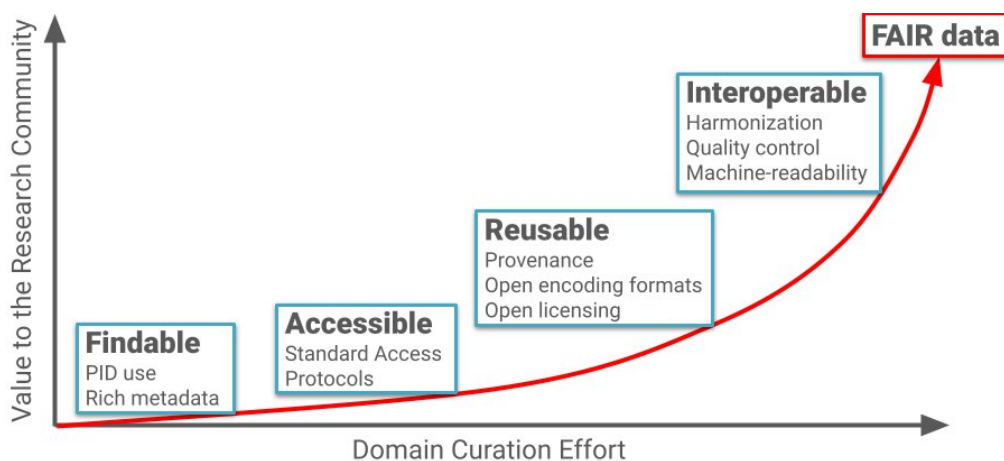 FAIR data
Interoperable
Harmonization
Quality control
Machine-readability
Reusable
Provenance
Open encoding formats
Open licensing
Accessible
Standard Access
Protocols
Findable
PID use
Rich metadata
Value to the Research Community
Domain Curation Effort